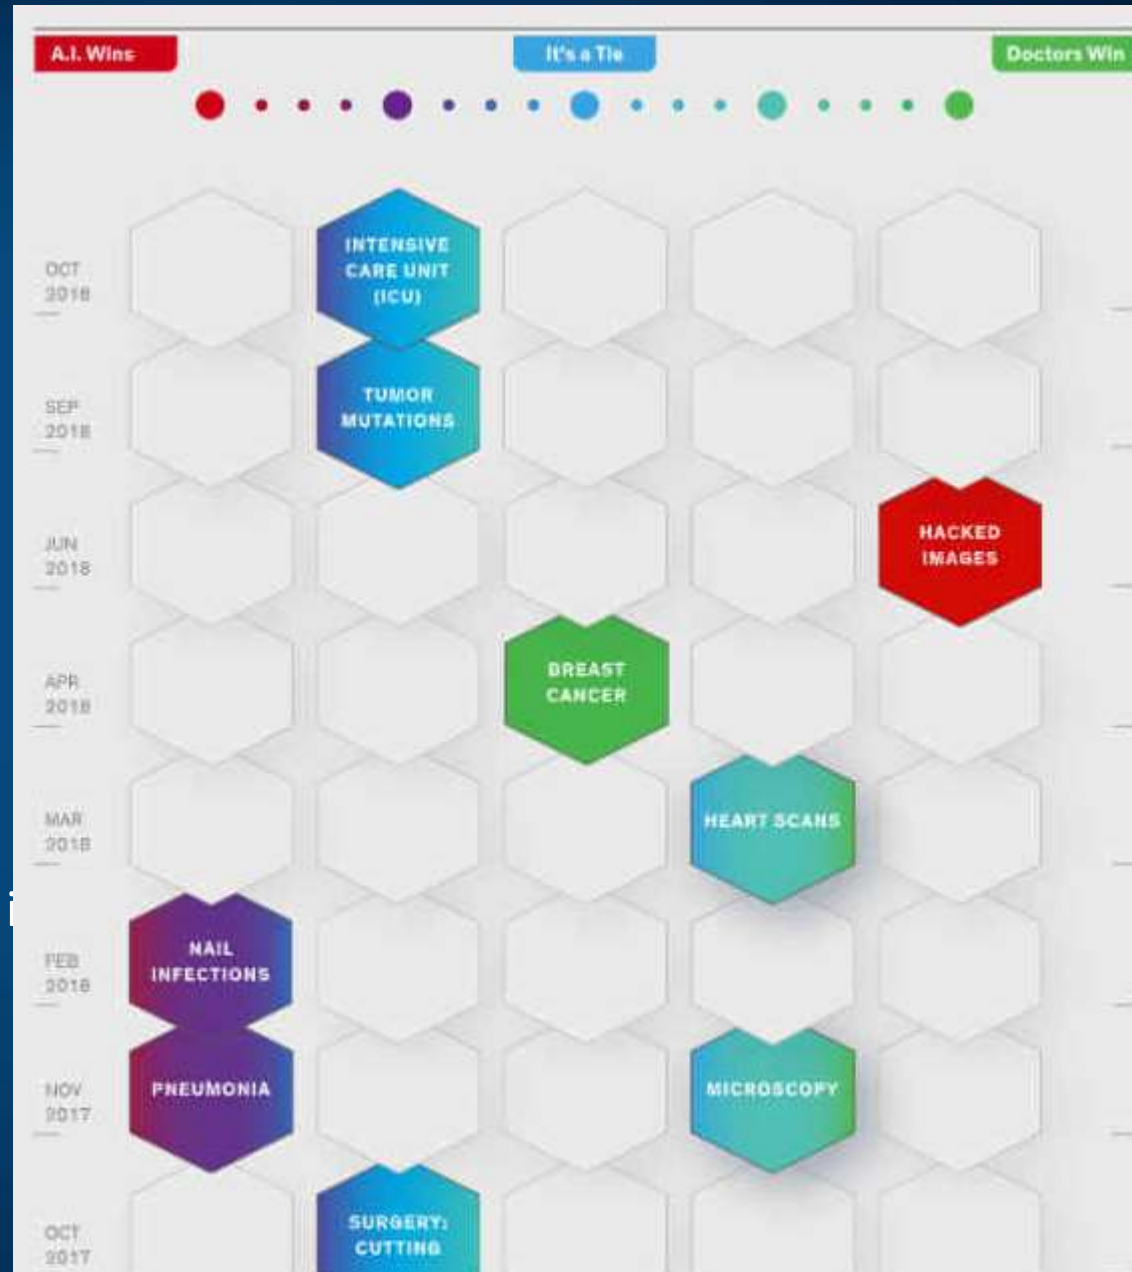 A.I. Wins
It's a Tie
Doctors Win
OCT
2018
INTENSIVE
CARE UNIT
(ICU)
SEP
2018
TUMOR
MUTATIONS
JUN
2018
HACKED
IMAGES
APR
2018
BREAST
CANCER
MAR
2018
HEART SCANS
FEB
2018
NAIL
INFECTIONS
NOV
2017
PNEUMONIA
MICROSCOPY
OCT
2017
SURGERY:
CUTTING